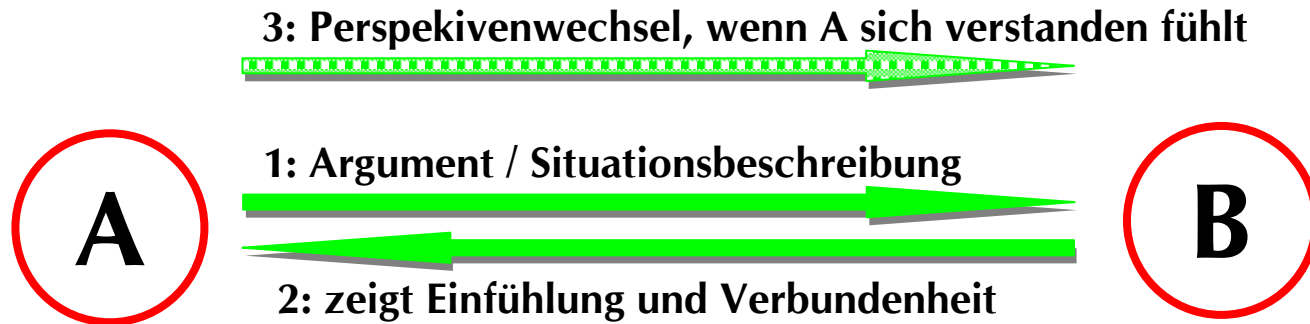 3: Perspekivenwechsel, wenn A sich verstanden fühlt
1: Argument / Situationsbeschreibung
A
B
2: zeigt Einfühlung und Verbundenheit